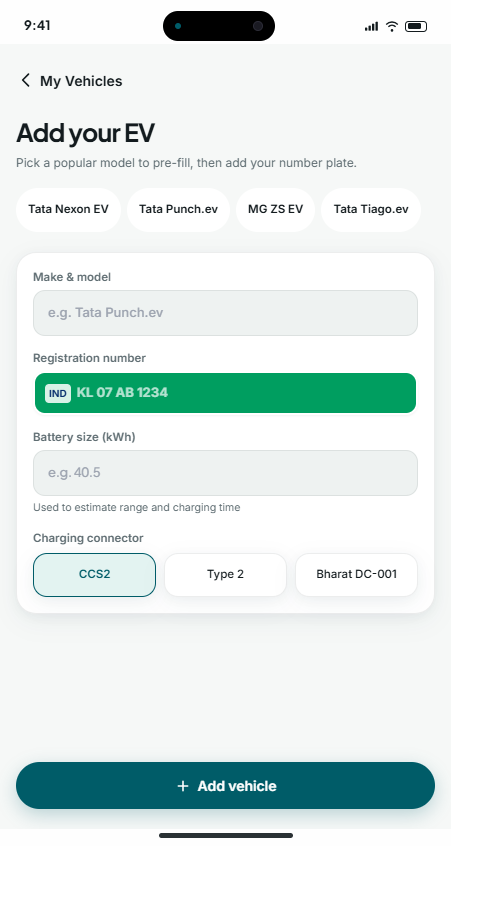 9:41
My Vehicles
Add your EV
Pick a popular model to pre-fill, then add your number plate.
Tata Nexon EV Tata Punch.ev MG ZS EV Tata Tiago.ev
Make & model
e.g. Tata Punch.ev
Registration number
IND KL 07 AB 1234
Battery size (kWh)
e.g. 40.5
Used to estimate range and charging time
Charging connector
CCS2 Type 2 Bharat DC-001
+ Add vehicle